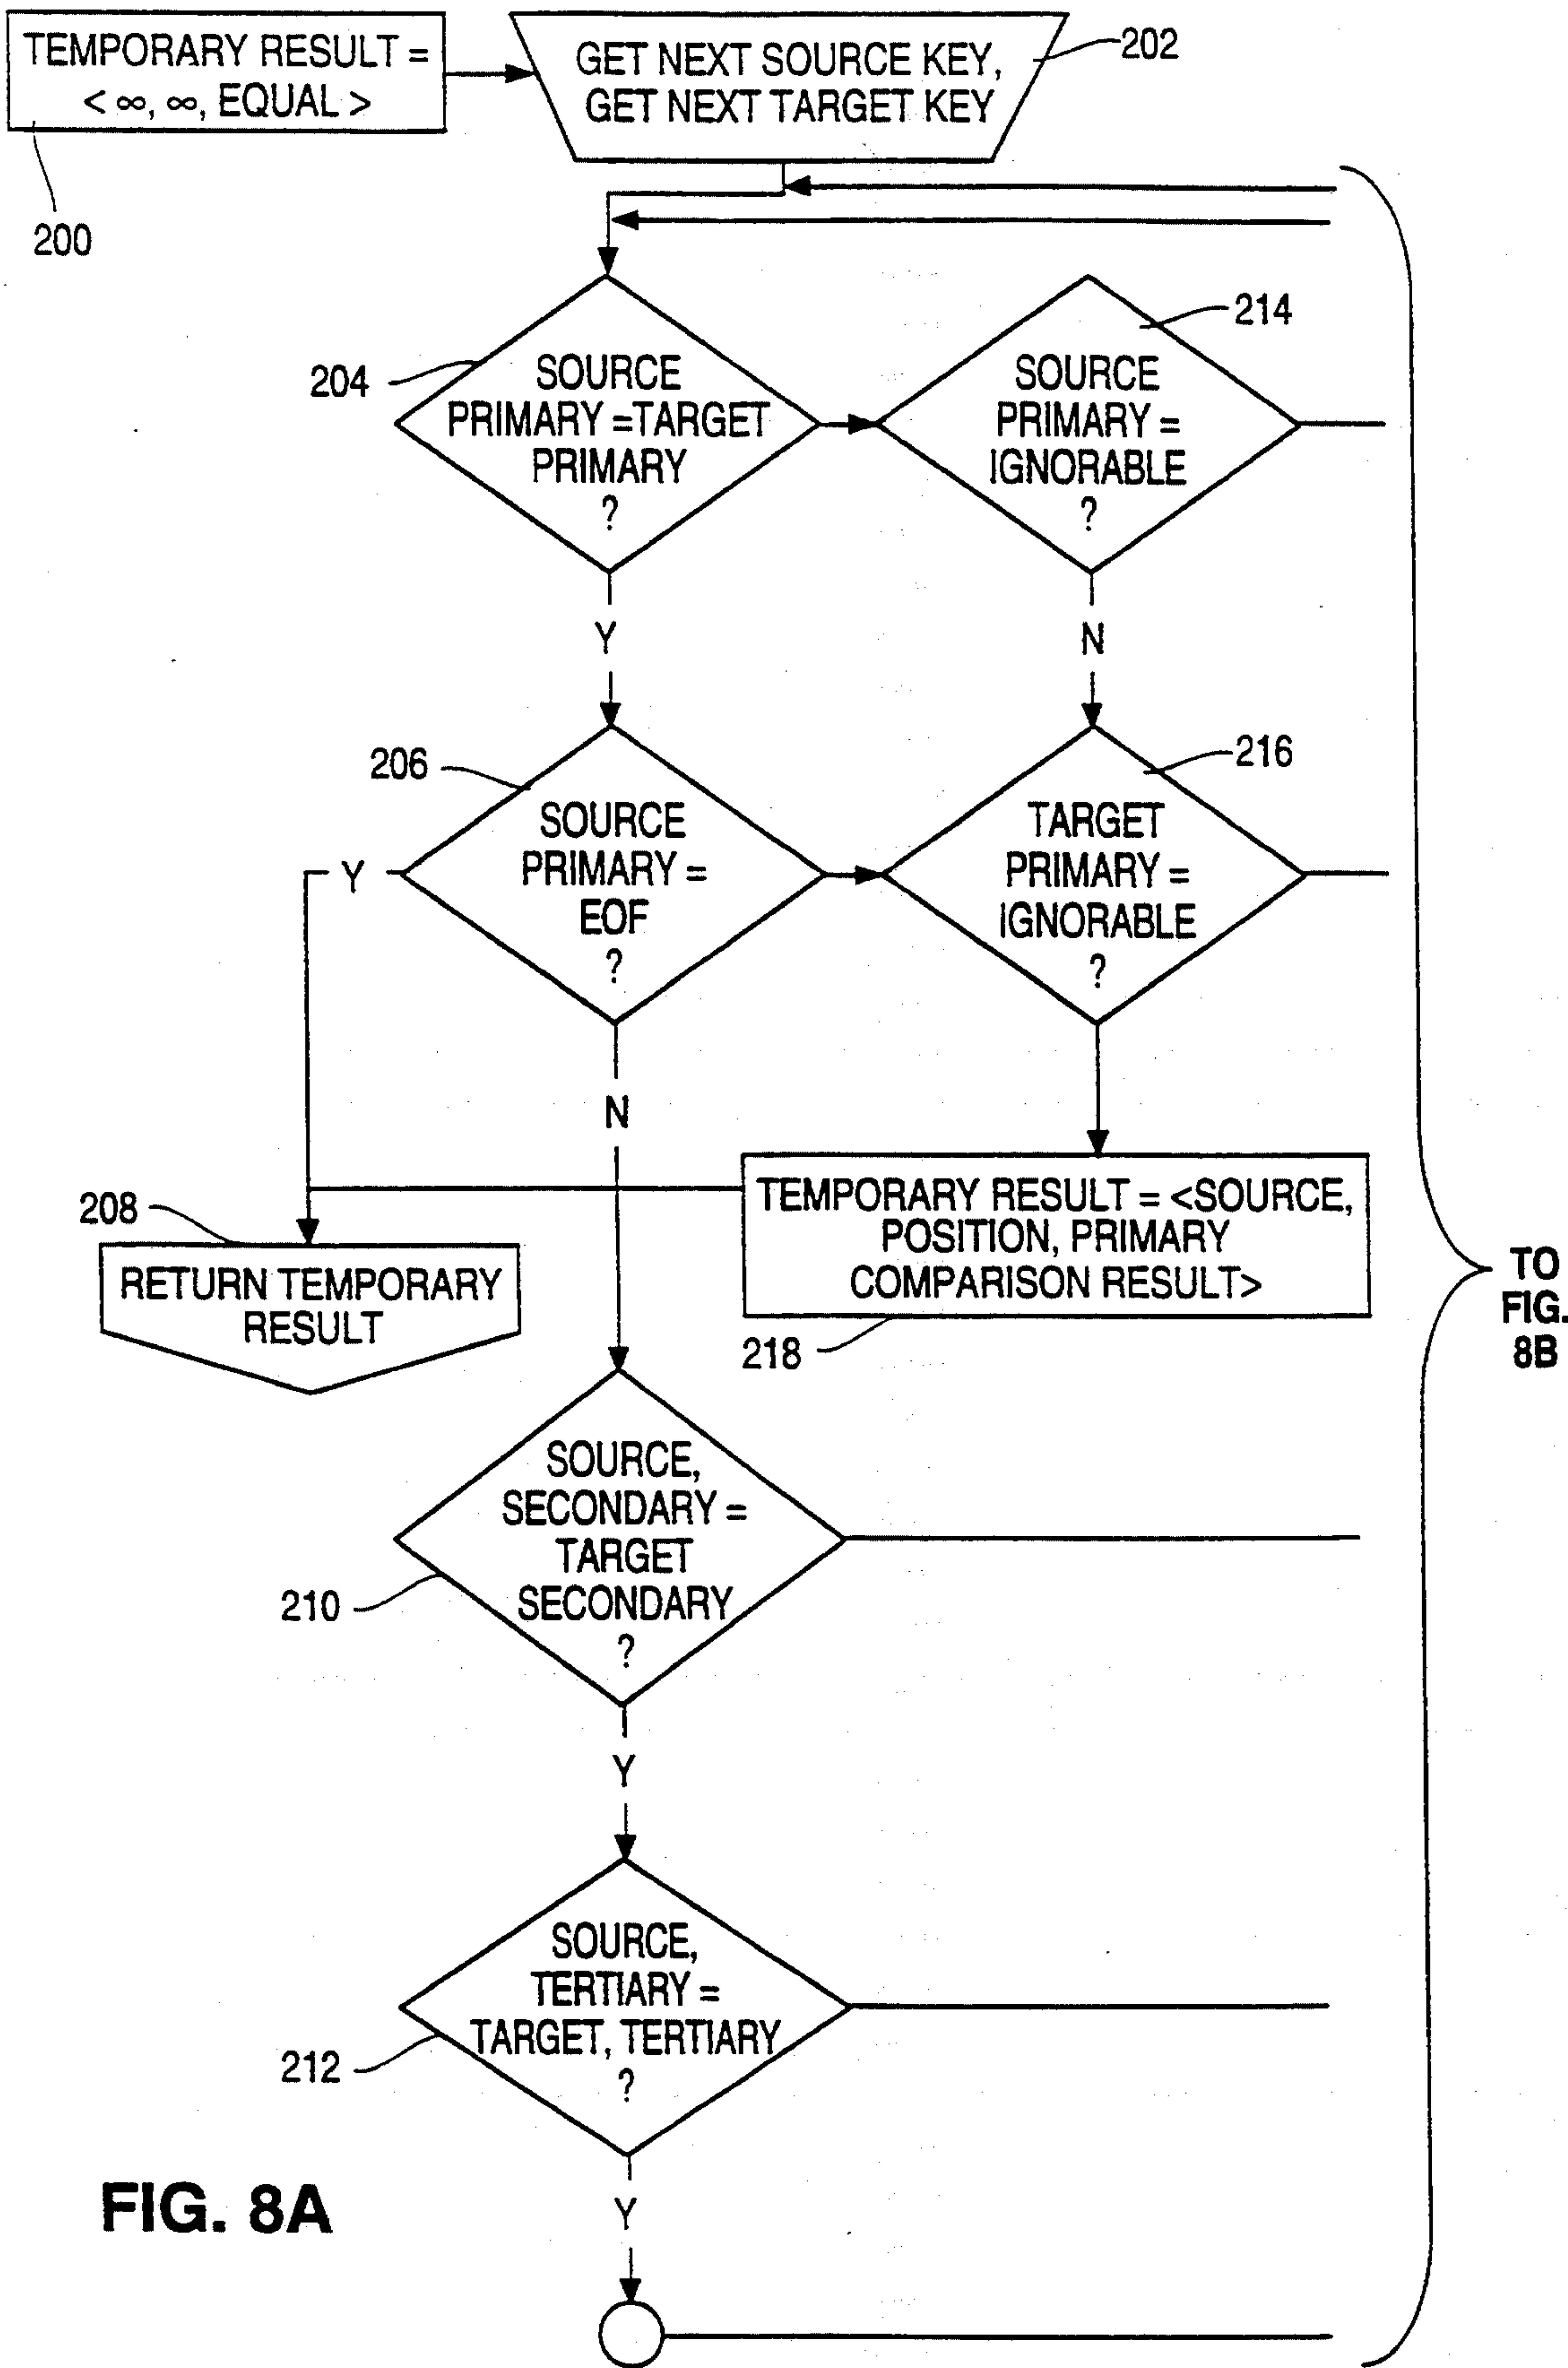 TEMPORARY RESULT =
< ∞, ∞, EQUAL >
200
GET NEXT SOURCE KEY,
GET NEXT TARGET KEY
202
204
SOURCE
PRIMARY =TARGET
PRIMARY
?
214
SOURCE
PRIMARY =
IGNORABLE
?
Y
N
206
SOURCE
PRIMARY =
EOF
?
Y
216
TARGET
PRIMARY =
IGNORABLE
?
N
208
RETURN TEMPORARY
RESULT
TEMPORARY RESULT = <SOURCE,
POSITION, PRIMARY
COMPARISON RESULT>
218
TO
FIG.
8B
SOURCE,
SECONDARY =
TARGET
SECONDARY
?
210
Y
SOURCE,
TERTIARY =
TARGET, TERTIARY
?
212
Y
FIG. 8A